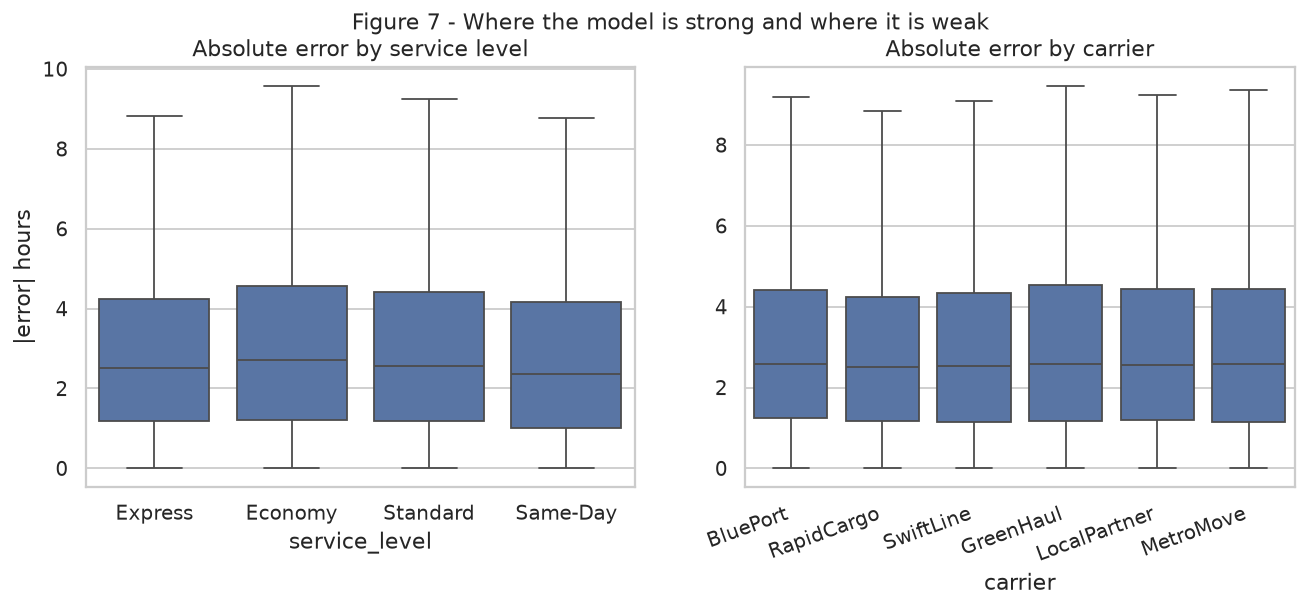 Figure 7 - Where the model is strong and where it is weak
Absolute error by service level
|error| hours
10
8
6
4
2
0
Express Economy Standard Same-Day
service_level
Absolute error by carrier
8
6
4
2
0
BluePort RapidCargo SwiftLine GreenHaul LocalPartner MetroMove
carrier